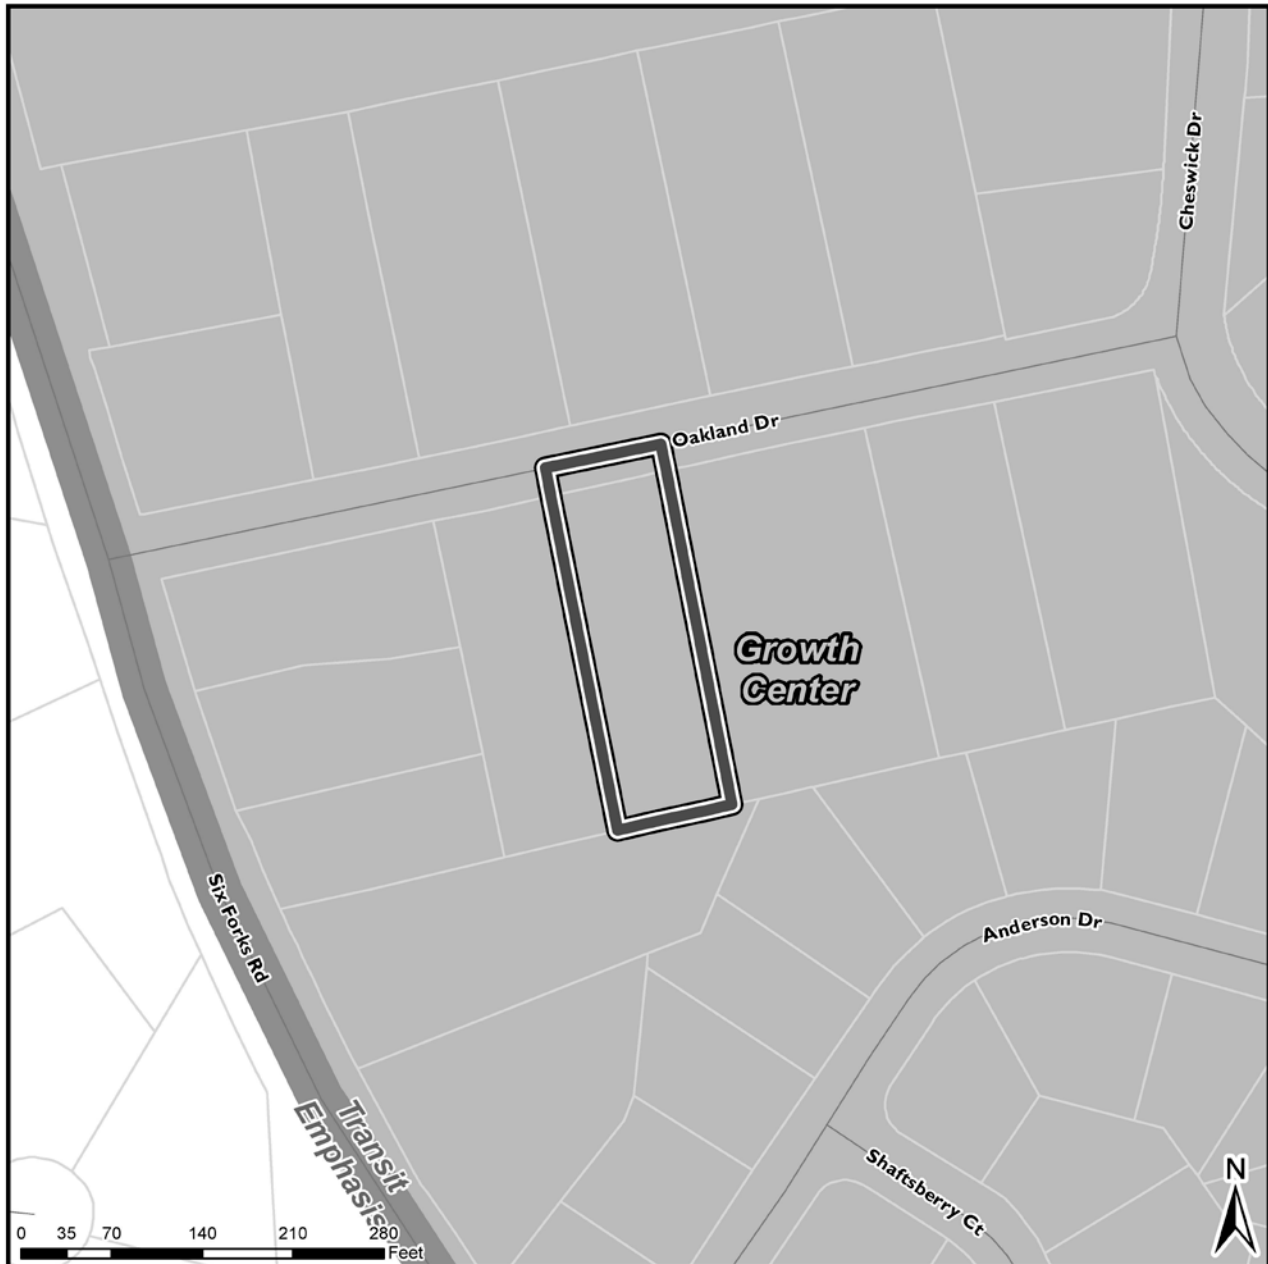 Cheswick Dr
Oakland Dr
Growth
Center
Six Forks Rd
Anderson Dr
Transit
Emphasis
Shaftsberry Ct
N
0 35 70 140 210 280
Feet